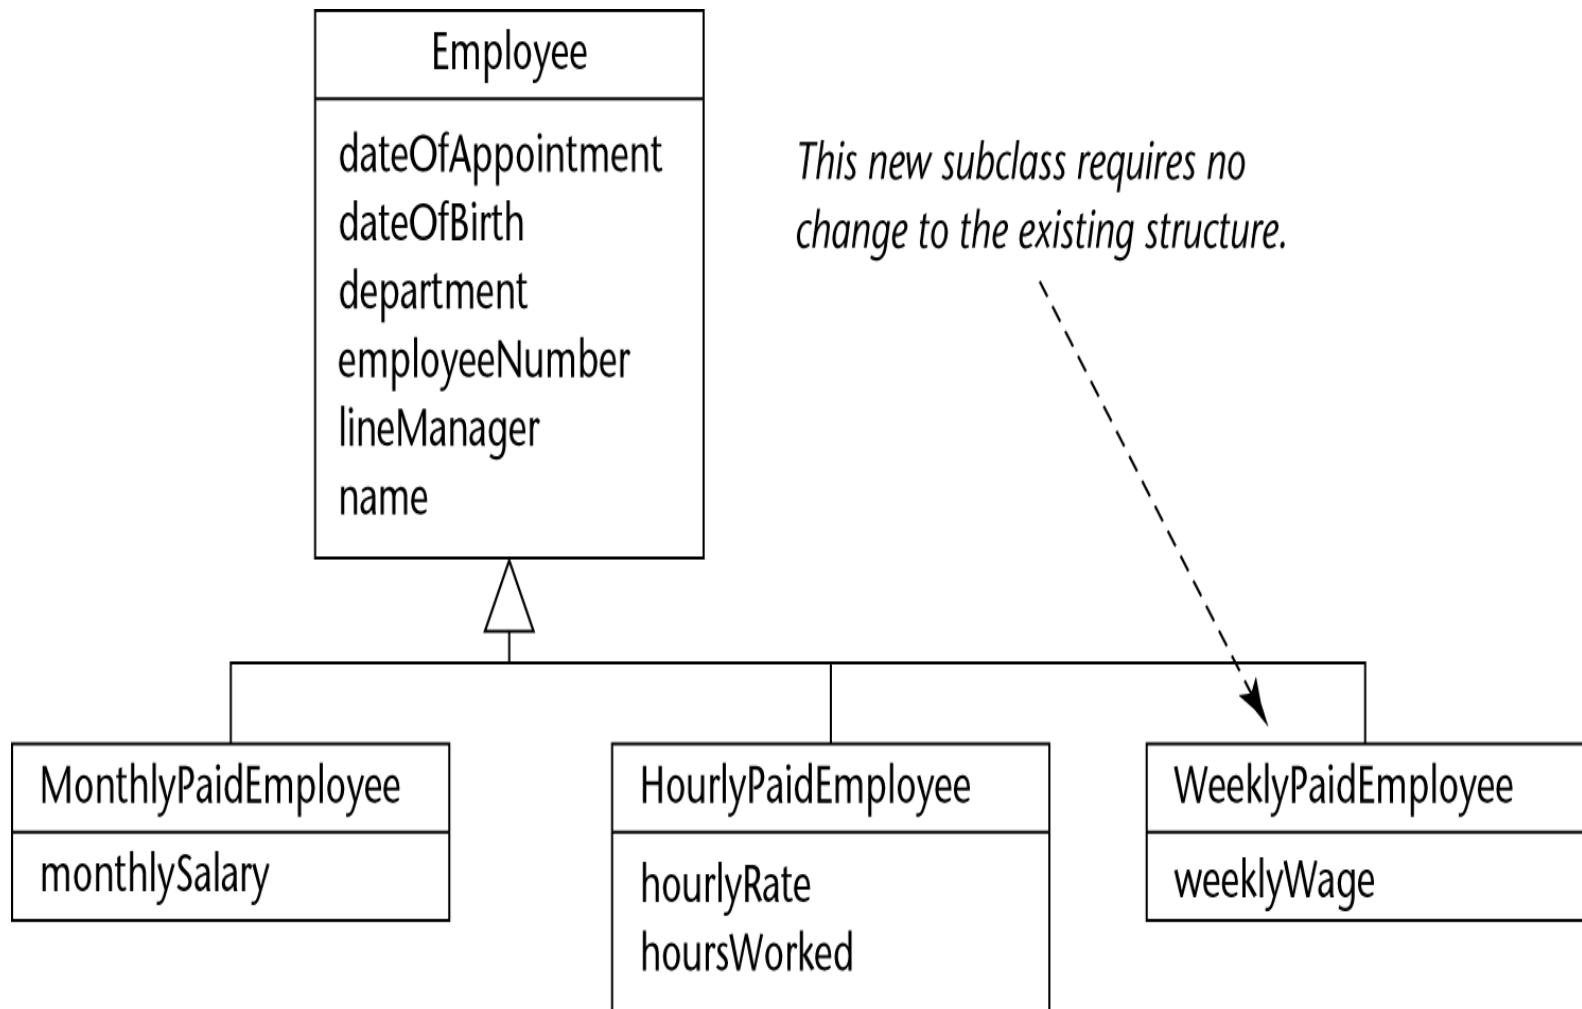 Employee
dateOfAppointment
dateOfBirth
department
employeeNumber
lineManager
name
This new subclass requires no
change to the existing structure.
MonthlyPaidEmployee
monthlySalary
HourlyPaidEmployee
hourlyRate
hoursWorked
WeeklyPaidEmployee
weeklyWage